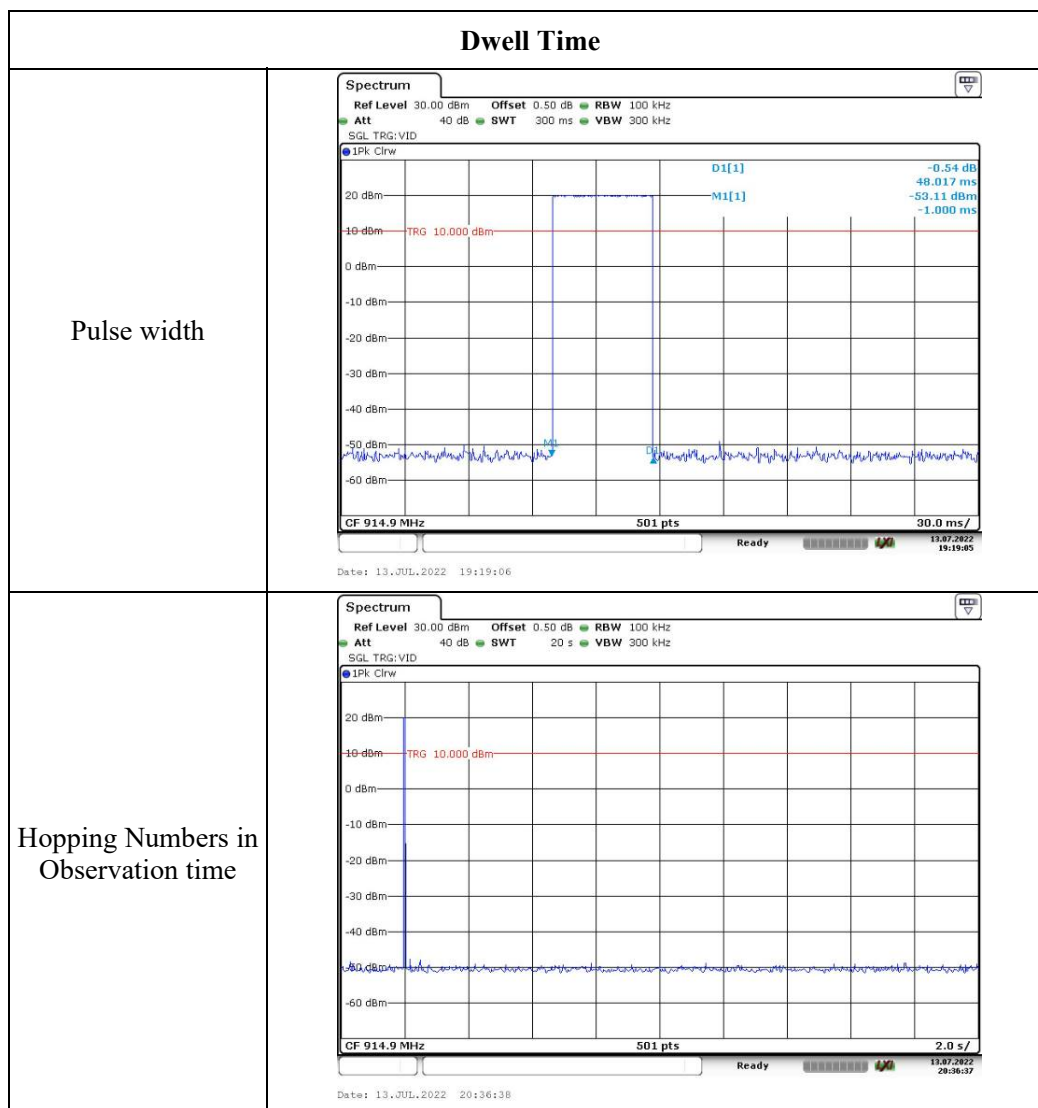 Dwell Time
Pulse width
Spectrum
Ref Level 30.00 dBm Offset 0.50 dB RBW 100 kHz
Att 40 dB SWT 300 ms VBW 300 kHz
SGL TRG:VID
1Pk Clrw
D1[1] -0.54 dB
48.017 ms
M1[1] -53.11 dBm
-1.000 ms
20 dBm
10 dBm TRG 10.000 dBm
0 dBm
-10 dBm
-20 dBm
-30 dBm
-40 dBm
-50 dBm
M1
D1
-60 dBm
CF 914.9 MHz 501 pts 30.0 ms/
Ready LXI 13.07.2022
19:19:05
Date: 13.JUL.2022 19:19:06
Hopping Numbers in
Observation time
Spectrum
Ref Level 30.00 dBm Offset 0.50 dB RBW 100 kHz
Att 40 dB SWT 20 s VBW 300 kHz
SGL TRG:VID
1Pk Clrw
20 dBm
10 dBm TRG 10.000 dBm
0 dBm
-10 dBm
-20 dBm
-30 dBm
-40 dBm
-50 dBm
-60 dBm
CF 914.9 MHz 501 pts 2.0 s/
Ready LXI 13.07.2022
20:36:37
Date: 13.JUL.2022 20:36:38